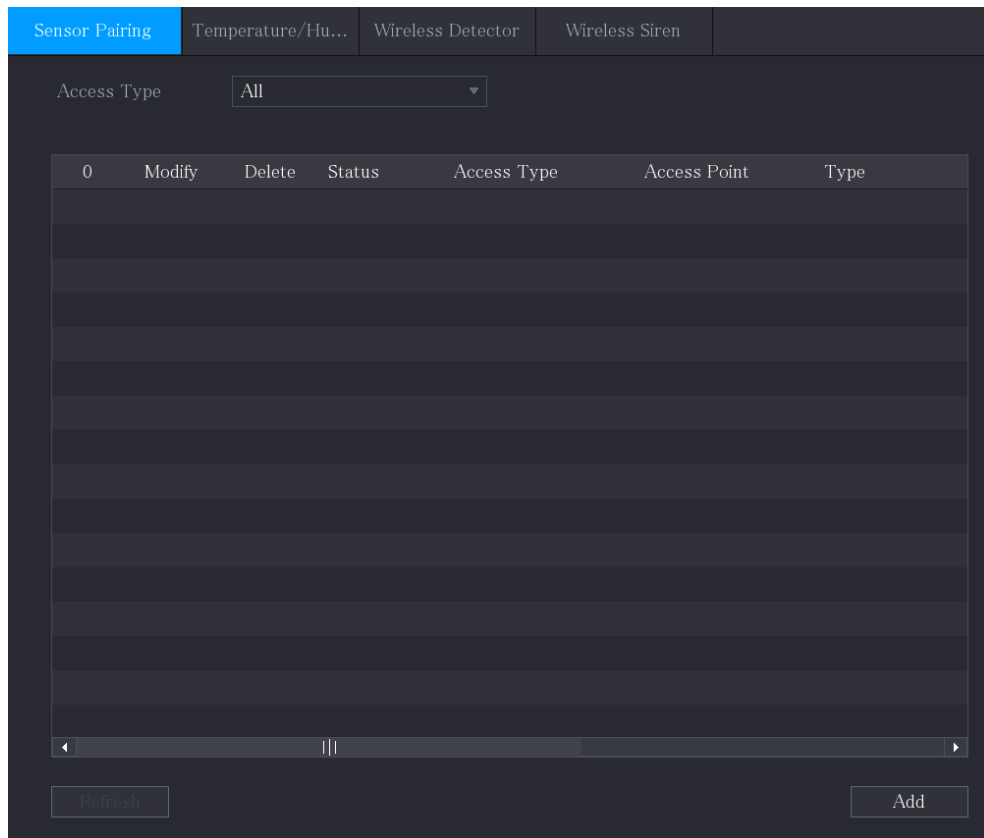 Sensor Pairing Temperature/Hu... Wireless Detector Wireless Siren
Access Type All
0 Modify Delete Status Access Type Access Point Type
Refresh Add